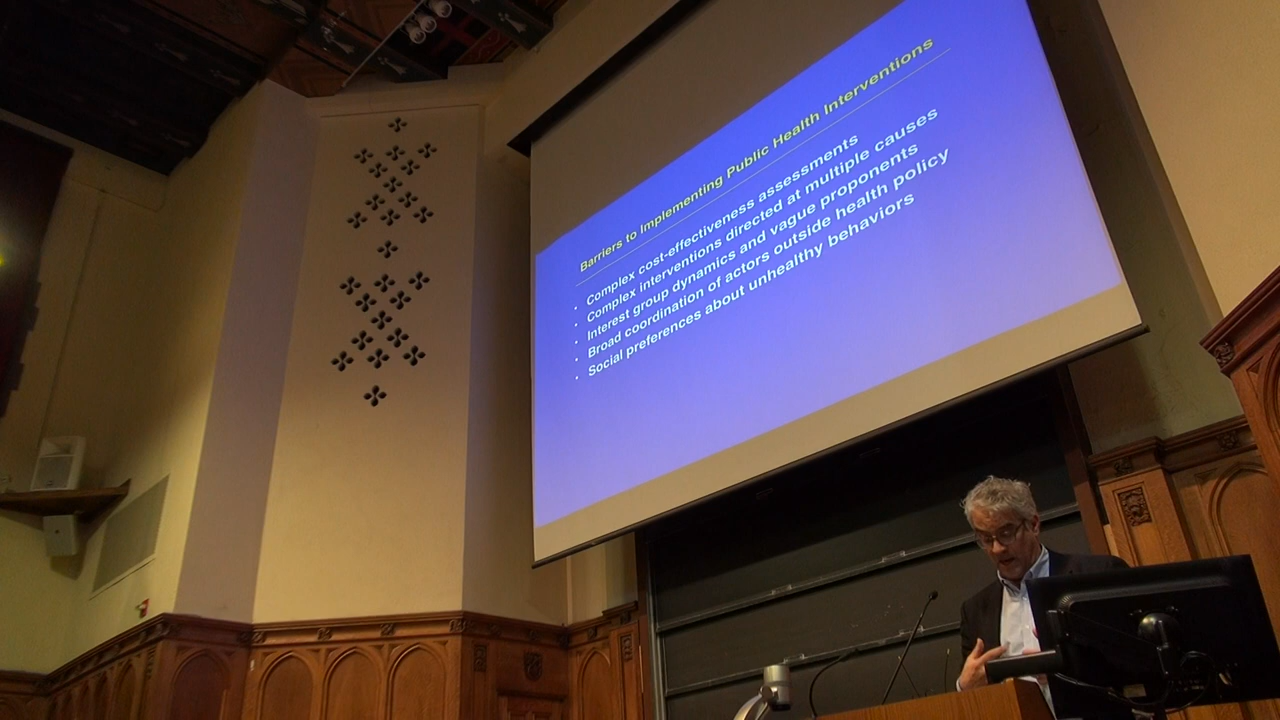 Barriers to Implementing Public Health Interventions
• Complex cost-effectiveness assessments
• Complex interventions directed at multiple causes
• Interest group dynamics and vague proponents
• Broad coordination of actors outside health policy
• Social preferences about unhealthy behaviors